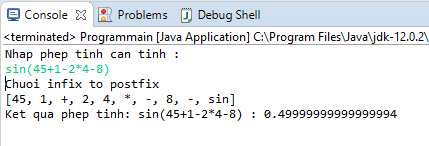 Console Problems Debug Shell
<terminated> Programmain [Java Application] C:\Program Files\Java\jdk-12.0.2\
Nhap phep tinh can tinh :
sin(45+1-2*4-8)
Chuoi infix to postfix
[45, 1, +, 2, 4, *, -, 8, -, sin]
Ket qua phep tinh: sin(45+1-2*4-8) : 0.49999999999999994